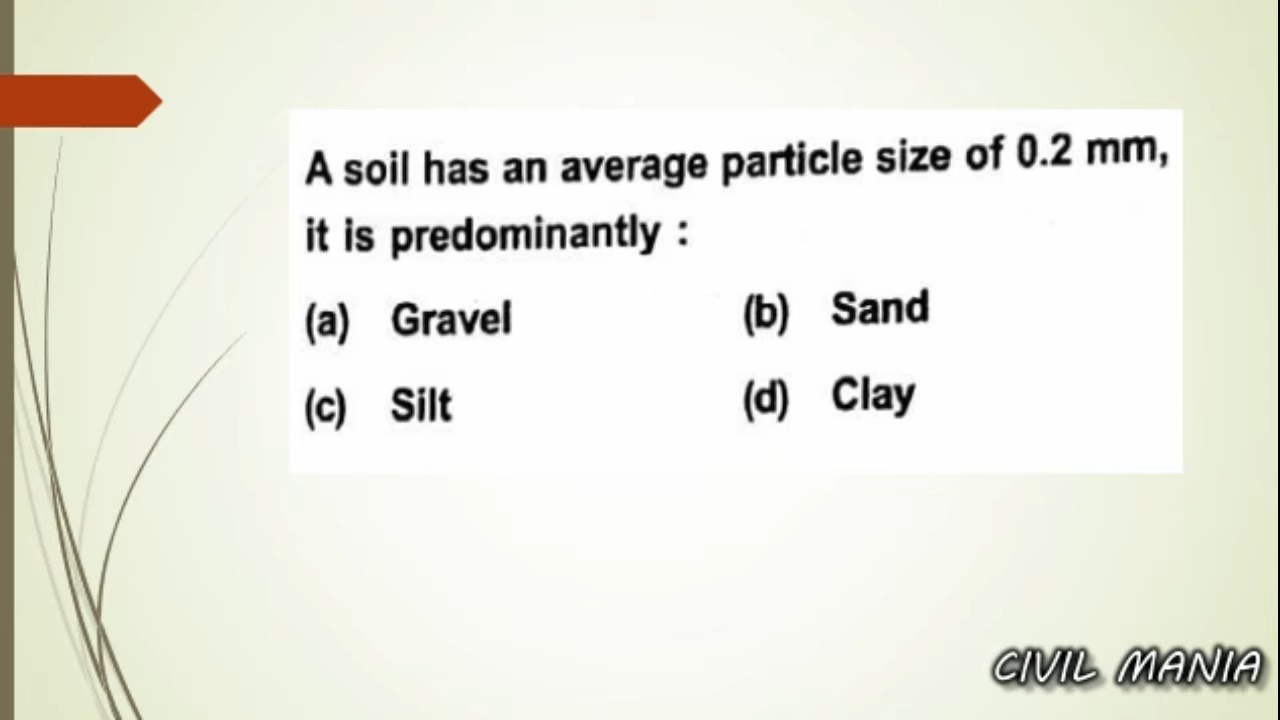 A soil has an average particle size of 0.2 mm,
it is predominantly :
(a) Gravel (b) Sand
(c) Silt (d) Clay
CIVIL MANIA